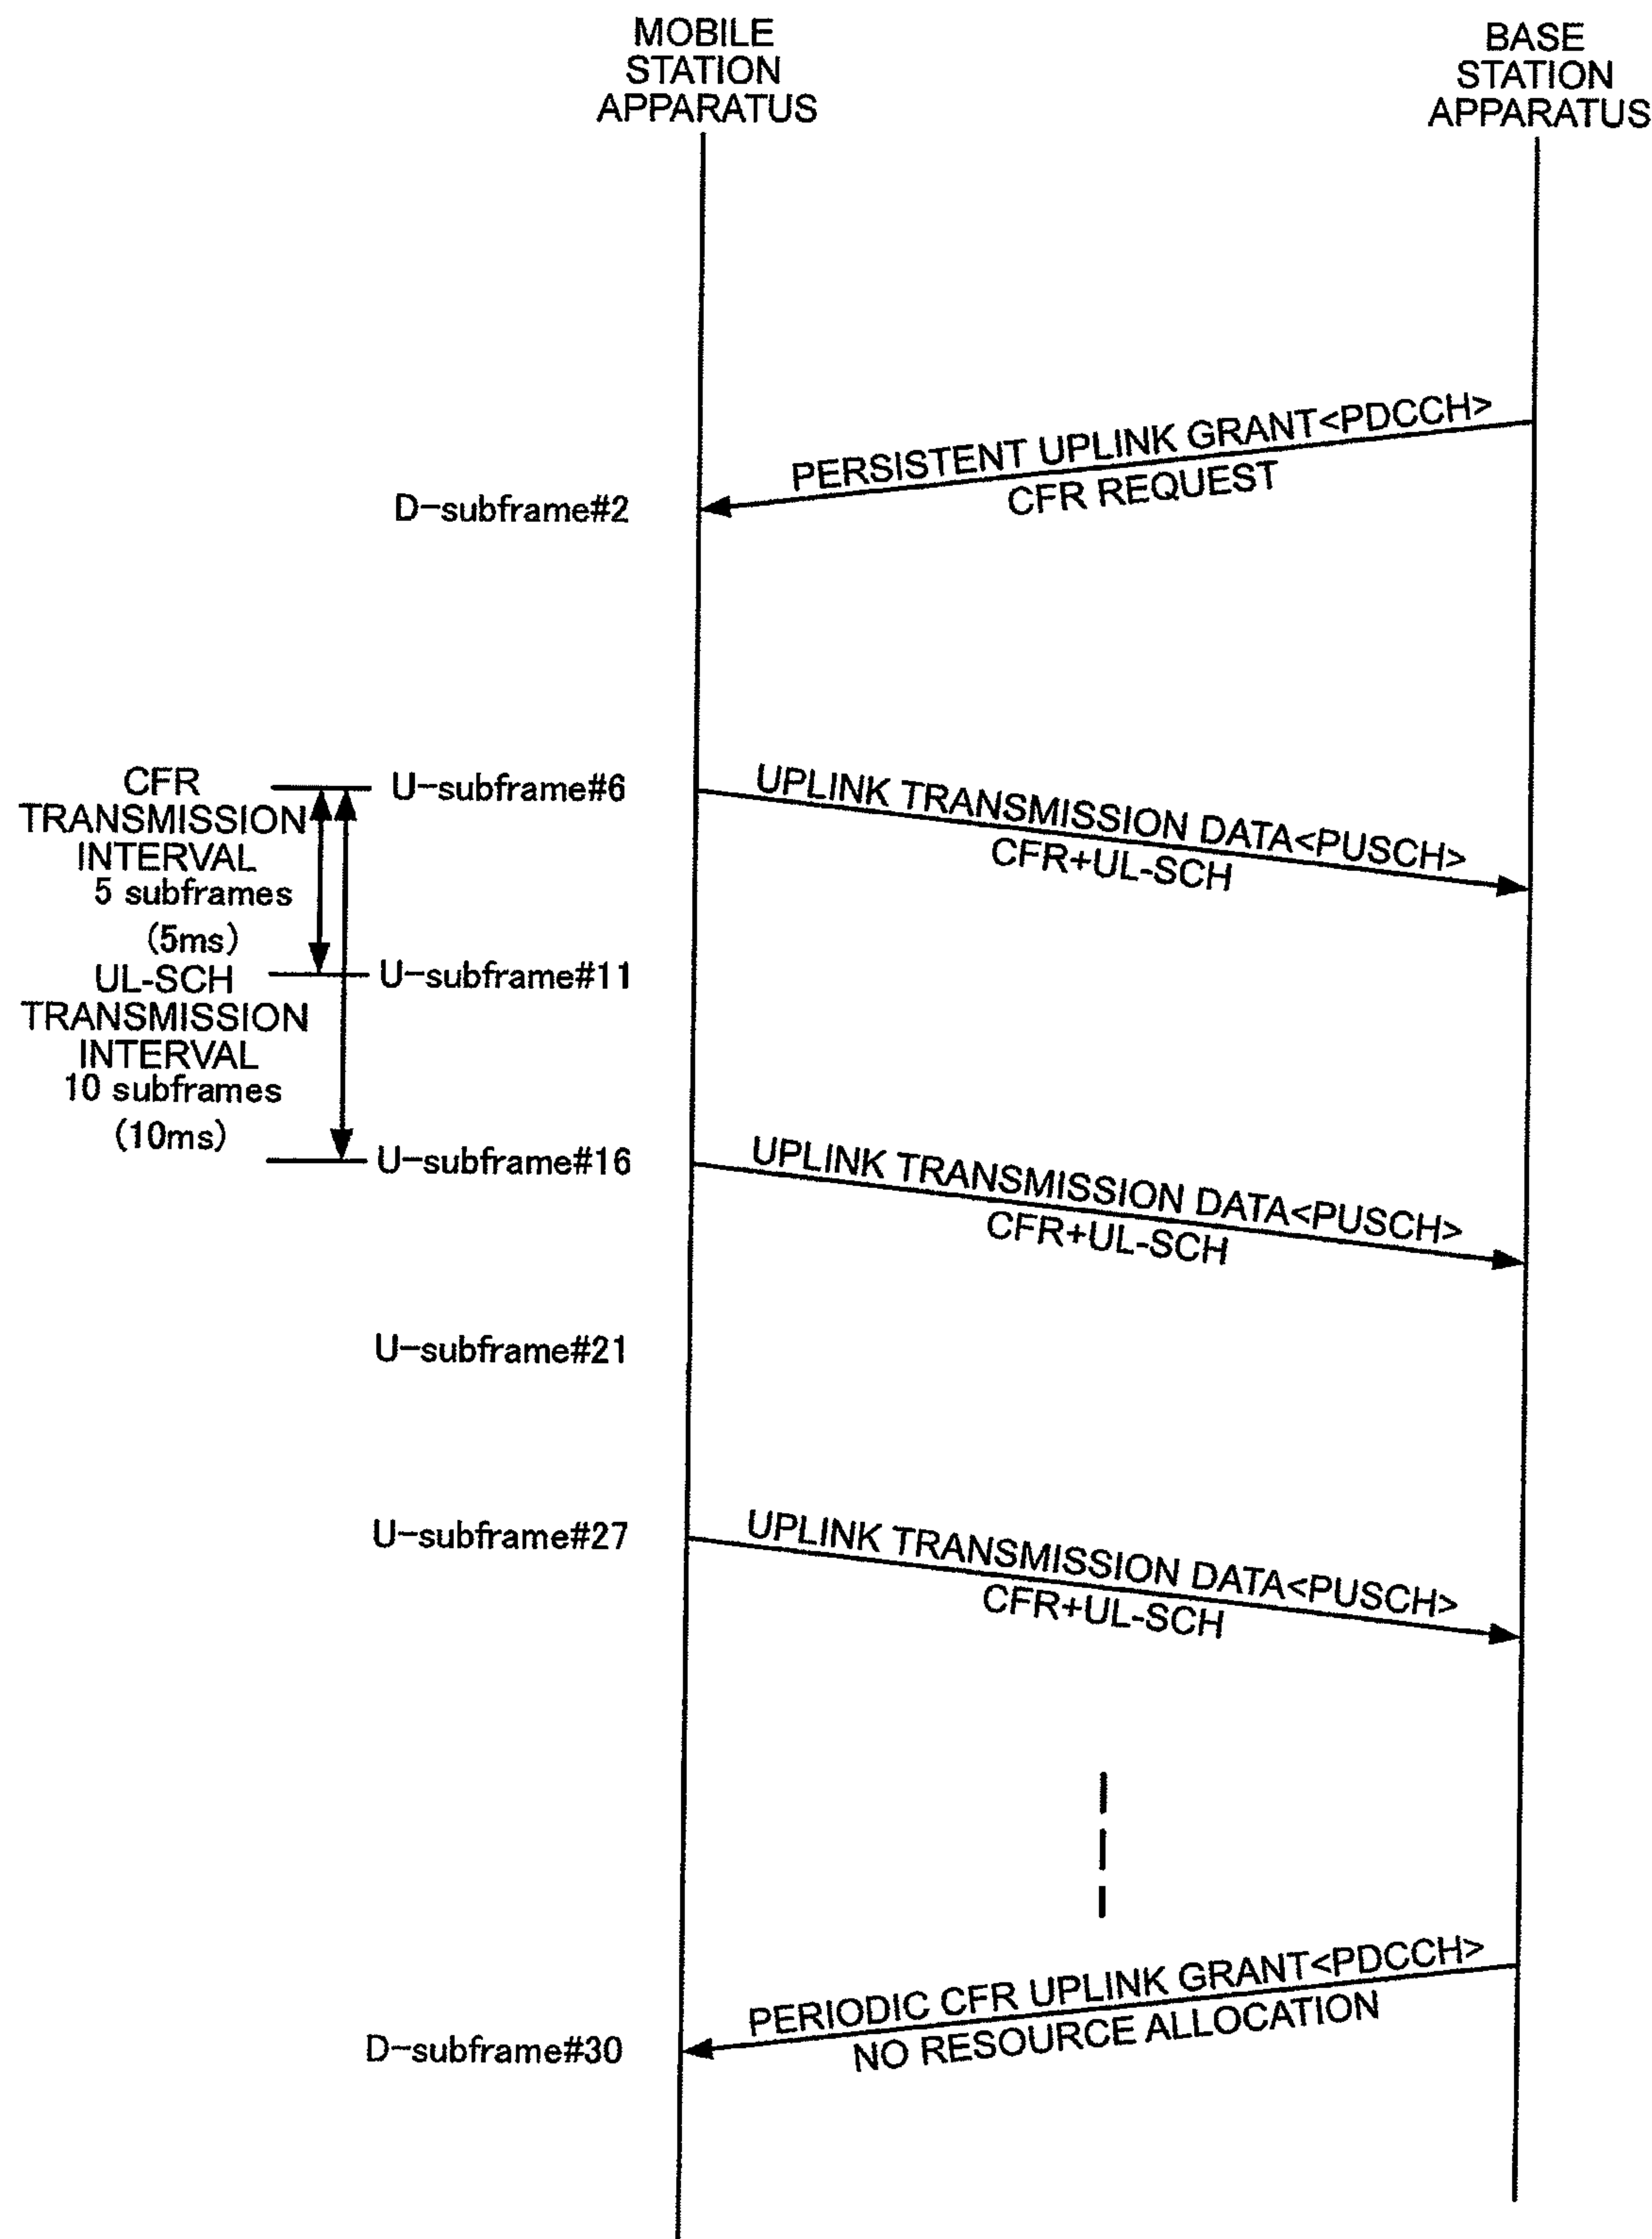 MOBILE
STATION
APPARATUS
BASE
STATION
APPARATUS
PERSISTENT UPLINK GRANT<PDCCH>
CFR REQUEST
D-subframe#2
CFR
TRANSMISSION
INTERVAL
5 subframes
(5ms)
U-subframe#6
UPLINK TRANSMISSION DATA<PUSCH>
CFR+UL-SCH
UL-SCH
TRANSMISSION
INTERVAL
10 subframes
(10ms)
U-subframe#11
U-subframe#16
UPLINK TRANSMISSION DATA<PUSCH>
CFR+UL-SCH
U-subframe#21
U-subframe#27
UPLINK TRANSMISSION DATA<PUSCH>
CFR+UL-SCH
PERIODIC CFR UPLINK GRANT<PDCCH>
NO RESOURCE ALLOCATION
D-subframe#30